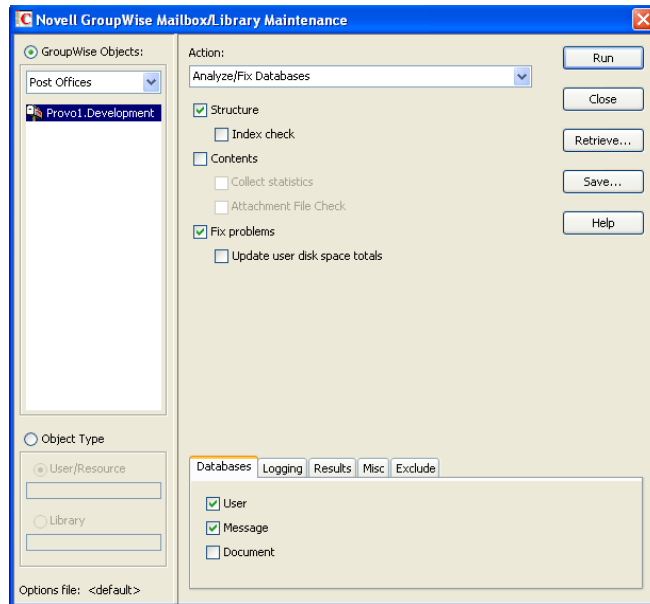 Novell GroupWise Mailbox/Library Maintenance
GroupWise Objects:
Post Offices
Provo1.Development
Object Type
User/Resource
Library
Options file: <default>
Action:
Analyze/Fix Databases
Structure
Index check
Contents
Collect statistics
Attachment File Check
Fix problems
Update user disk space totals
Databases Logging Results Misc Exclude
User
Message
Document
Run
Close
Retrieve...
Save...
Help